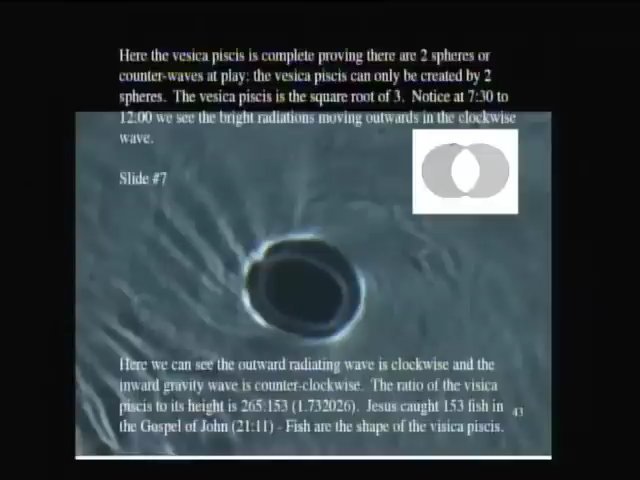 Here the vesica piscis is complete proving there are 2 spheres or
counter-waves at play; the vesica piscis can only be created by 2
spheres. The vesica piscis is the square root of 3. Notice at 7:30 to
12:00 we see the bright radiations moving outwards in the clockwise
wave.
Slide #7
Here we can see the outward radiating wave is clockwise and the
inward gravity wave is counter-clockwise. The ratio of the visica
piscis to its height is 265:153 (1.732026). Jesus caught 153 fish in
the Gospel of John (21:11) - Fish are the shape of the visica piscis.
43